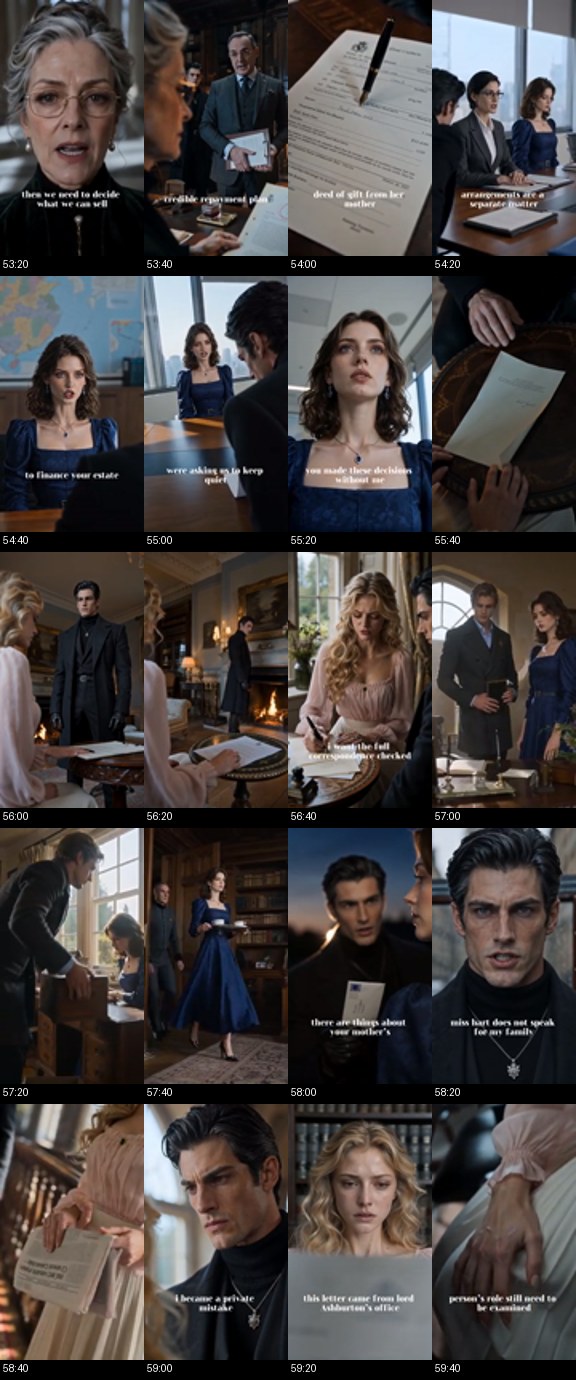 then we need to decide
what we can sell
credible repayment plan
deed of gift from her
mother
arrangements are a
separate matter
53:20
53:40
54:00
54:20
to finance your estate
were asking us to keep
quiet
you made these decisions
without me
54:40
55:00
55:20
55:40
i want the full
correspondence checked
56:00
56:20
56:40
57:00
there are things about
your mother's
miss hart does not speak
for my family
57:20
57:40
58:00
58:20
i became a private
mistake
this letter came from lord
Ashburton's office
person's role still need to
be examined
58:40
59:00
59:20
59:40